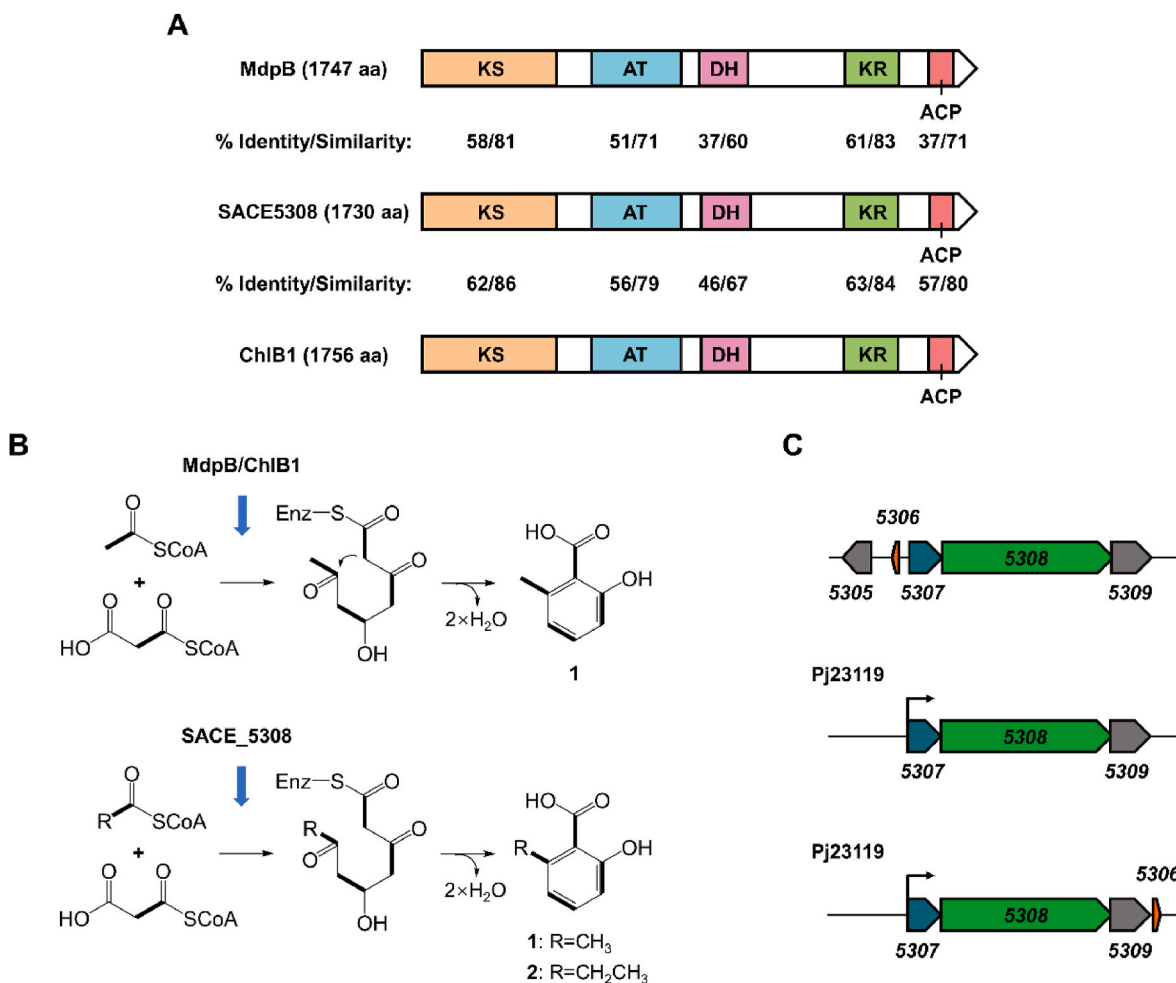 A
MdpB (1747 aa)
KS AT DH KR
ACP
% Identity/Similarity: 58/81 51/71 37/60 61/83 37/71
SACE5308 (1730 aa)
KS AT DH KR
ACP
% Identity/Similarity: 62/86 56/79 46/67 63/84 57/80
ChlB1 (1756 aa)
KS AT DH KR
ACP
B
MdpB/ChlB1
O
SCoA
+
O O
HO SCoA
Enz S O
O O
OH
2×H₂O
HO O
OH
1
SACE_5308
O
R SCoA
+
O O
HO SCoA
Enz S O
R
O O
OH
2×H₂O
HO O
R OH
1: R=CH₃
2: R=CH₂CH₃
C
5306
5308
5305 5307 5309
Pj23119
5308
5307 5309
Pj23119
5306
5308
5307 5309